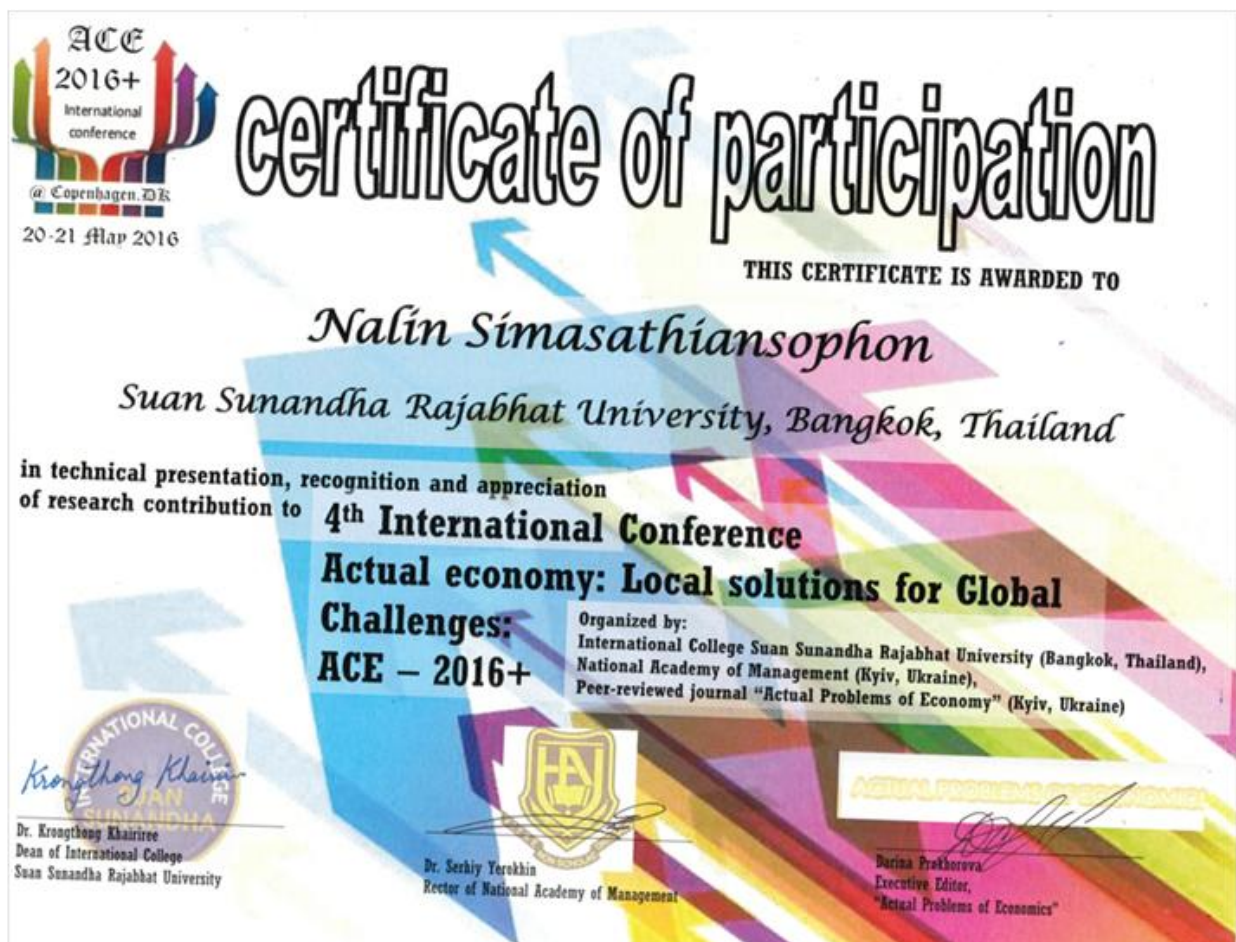 ACE
2016+
International
conference
@ Copenhagen.DK
20-21 May 2016
certificate of participation
THIS CERTIFICATE IS AWARDED TO
Nalin Simasathiansophon
Suan Sunandha Rajabhat University, Bangkok, Thailand
in technical presentation, recognition and appreciation
of research contribution to
4th International Conference
Actual economy: Local solutions for Global
Challenges:
ACE – 2016+
Organized by:
International College Suan Sunandha Rajabhat University (Bangkok, Thailand),
National Academy of Management (Kyiv, Ukraine),
Peer-reviewed journal "Actual Problems of Economy" (Kyiv, Ukraine)
INTERNATIONAL COLLEGE
SUAN
SUNANDHA
Krongthong Khairiree
Dr. Krongthong Khairiree
Dean of International College
Suan Sunandha Rajabhat University
Dr. Serhiy Yerokhin
Rector of National Academy of Management
ACTUAL PROBLEMS OF ECONOMICS
Darina Prakhorova
Executive Editor,
"Actual Problems of Economics"